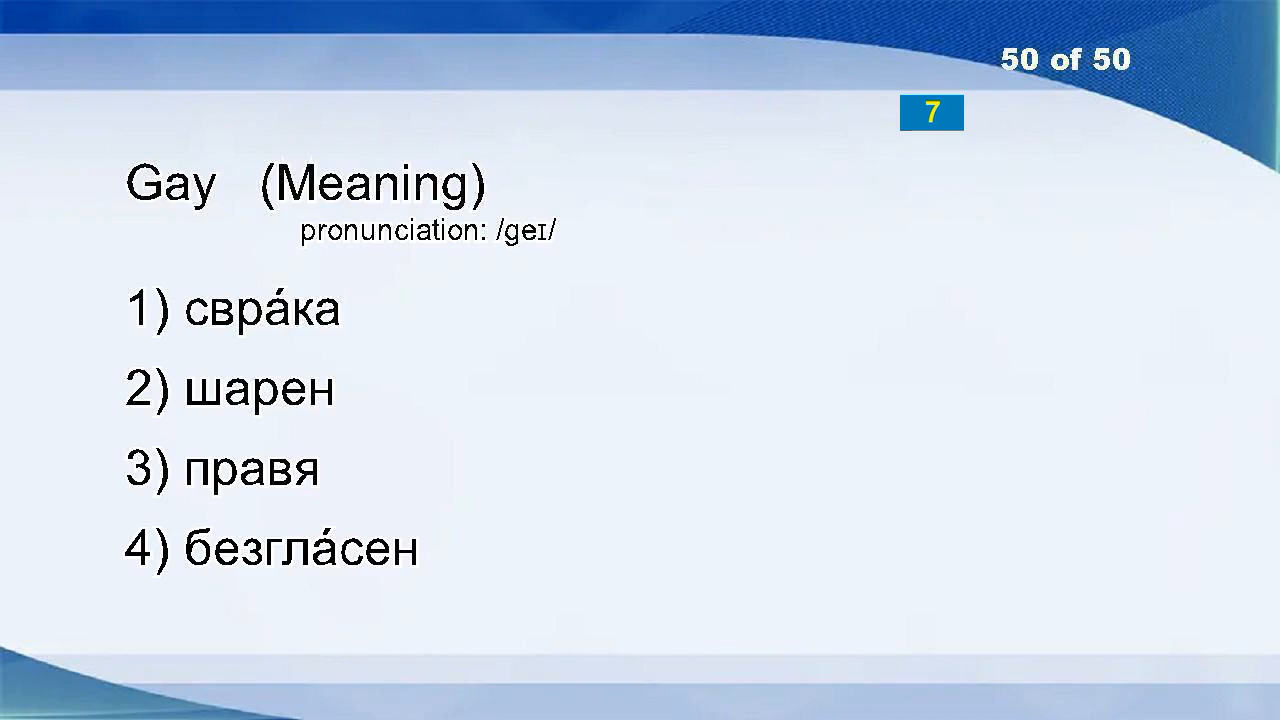 50 of 50
7
Gay (Meaning)
pronunciation: /geɪ/
1) свра́ка
2) шарен
3) правя
4) безгла́сен